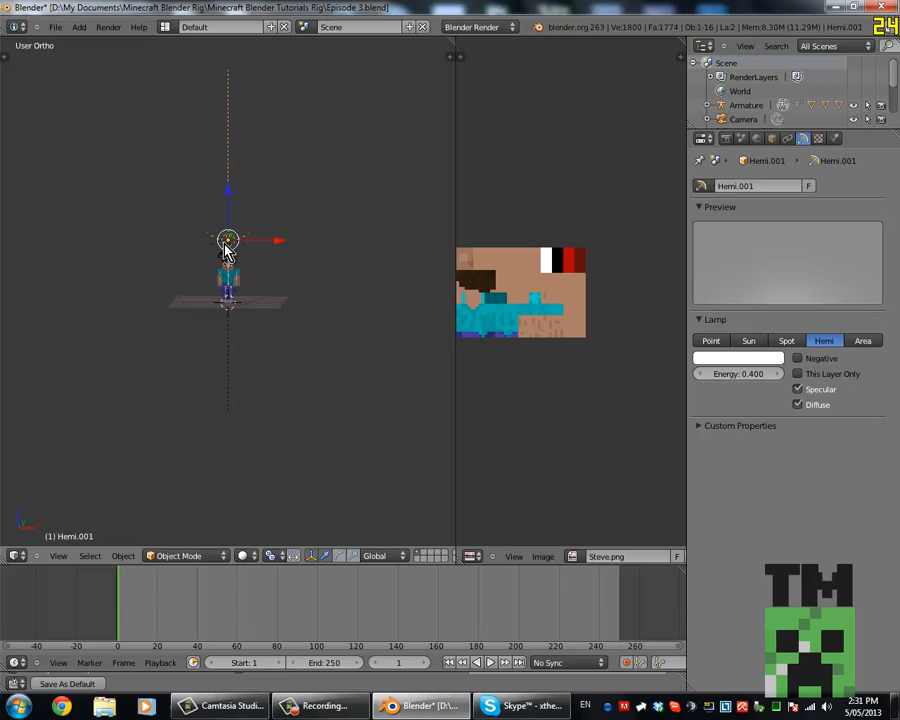 Blender* [D:\My Documents\Minecraft Blender Rig\Minecraft Blender Tutorials Rig\Episode 3.blend]
24
File Add Render Window Help Default Scene Blender Render blender.org 263 | Ve:1800 | Fa:1774 | Ob:1-16 | La:2 | Mem:8.30M (11.29M) | Hemi.001
User Ortho
View Search All Scenes
Scene
RenderLayers
World
Armature
Camera
Hemi.001 Hemi.001
Hemi.001 F
Preview
Lamp
Point Sun Spot Hemi Area
Negative
Energy: 0.400 This Layer Only
Specular
Diffuse
Custom Properties
(1) Hemi.001
View Select Object Object Mode Global View Image Steve.png F
-40 -20 0 20 40 60 80 100 120 140 160 180 200 220 240 260
View Marker Frame Playback Start: 1 End: 250 1 No Sync
Save As Default
TM
Camtasia Studi... Recording... Blender* [D:\... Skype™ - xthe... EN 2:31 PM
5/05/2013